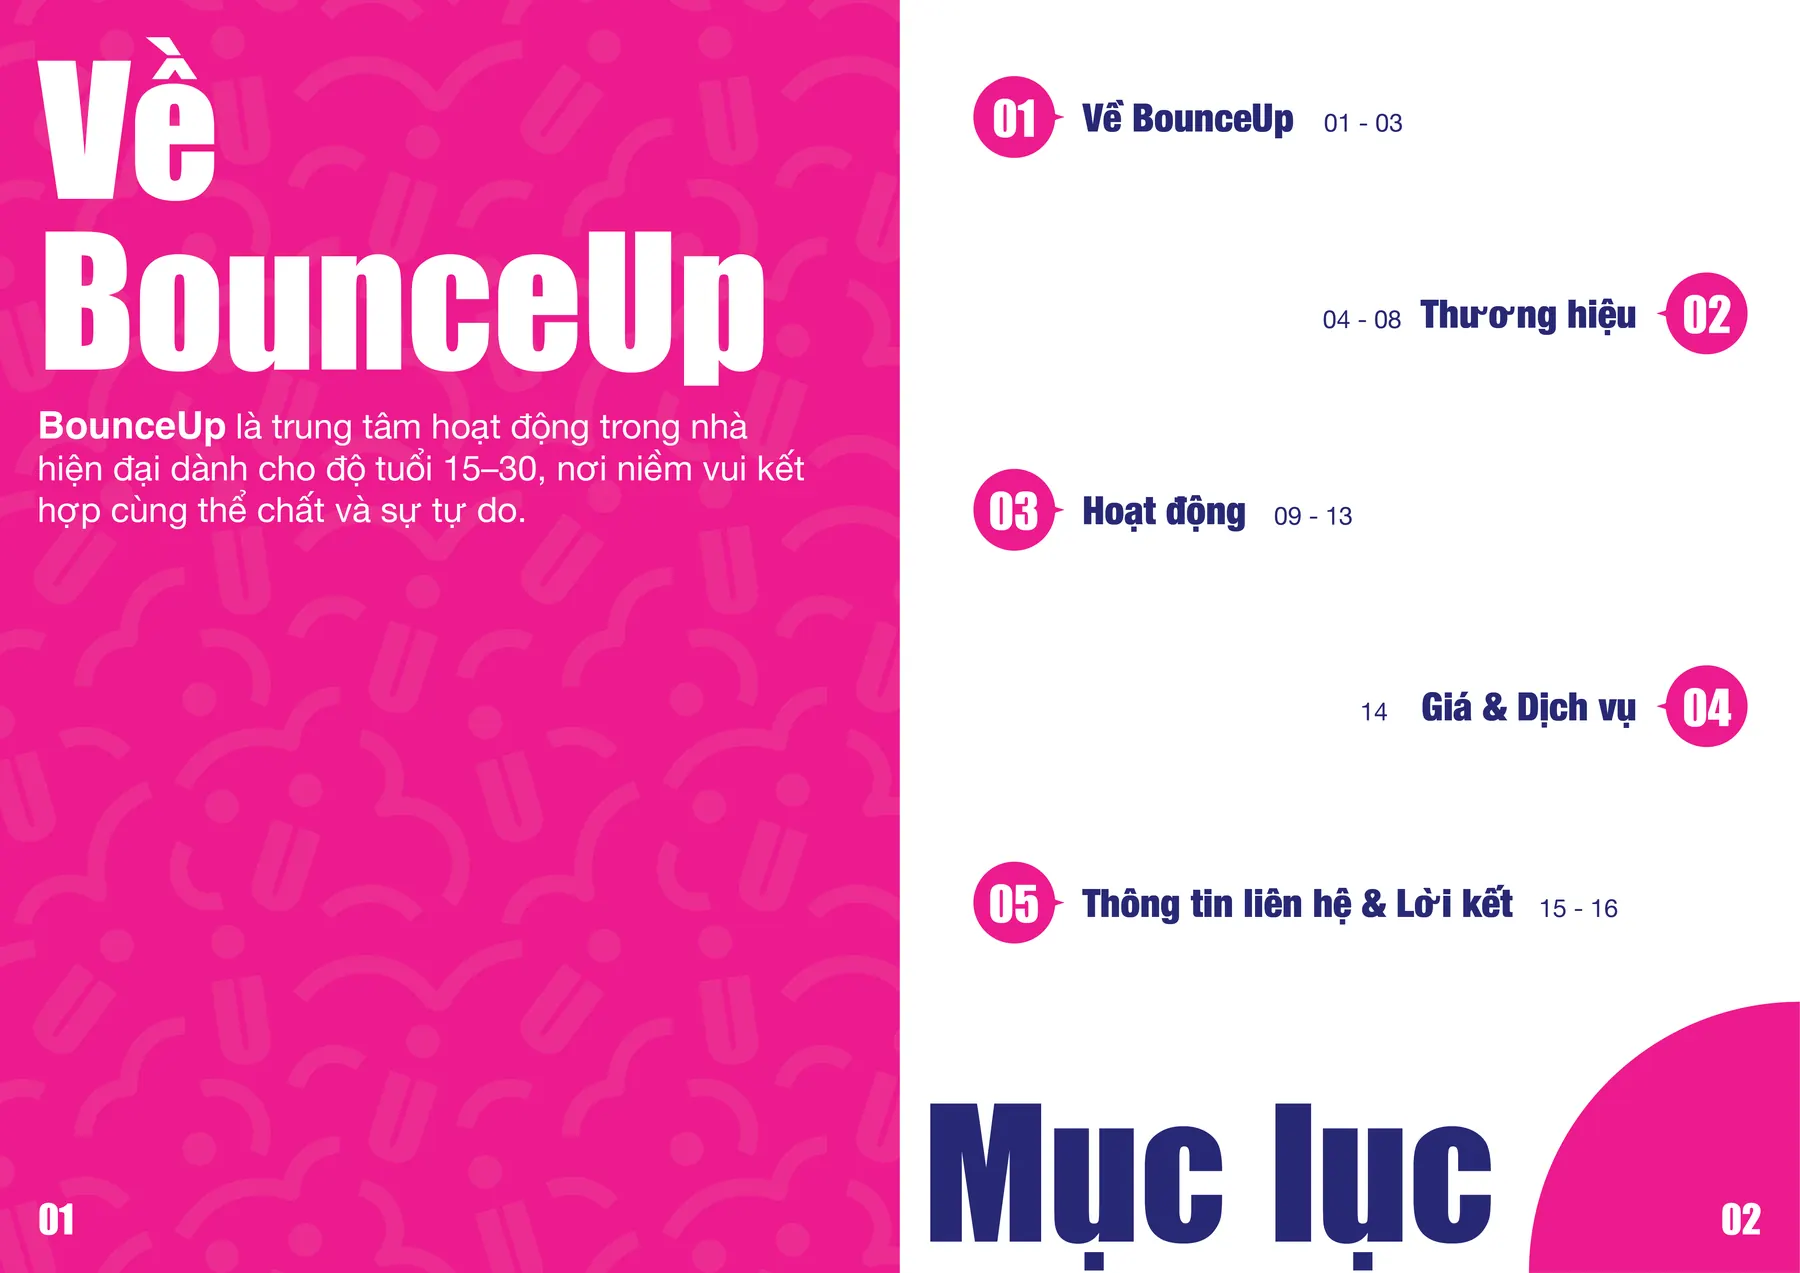 Về
BounceUp
BounceUp là trung tâm hoạt động trong nhà
hiện đại dành cho độ tuổi 15–30, nơi niềm vui kết
hợp cùng thể chất và sự tự do.
01
01 Về BounceUp 01 - 03
04 - 08 Thương hiệu 02
03 Hoạt động 09 - 13
14 Giá & Dịch vụ 04
05 Thông tin liên hệ & Lời kết 15 - 16
Mục lục
02